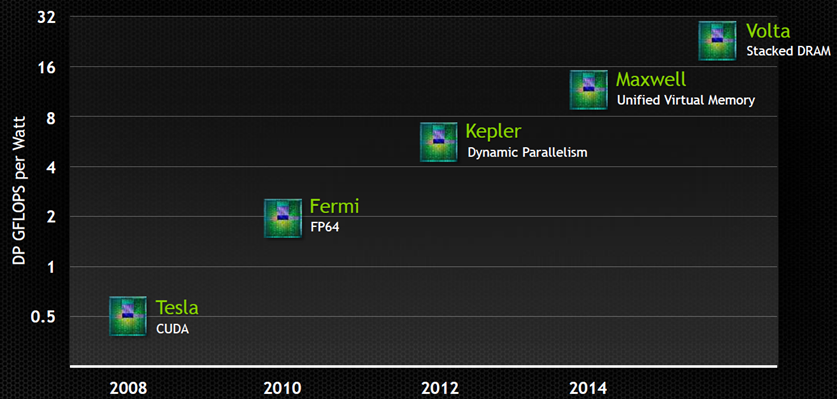 32
Volta
Stacked DRAM
16
Maxwell
Unified Virtual Memory
8
Kepler
Dynamic Parallelism
4
DP GFLOPS per Watt
Fermi
FP64
2
1
Tesla
CUDA
0.5
2008 2010 2012 2014